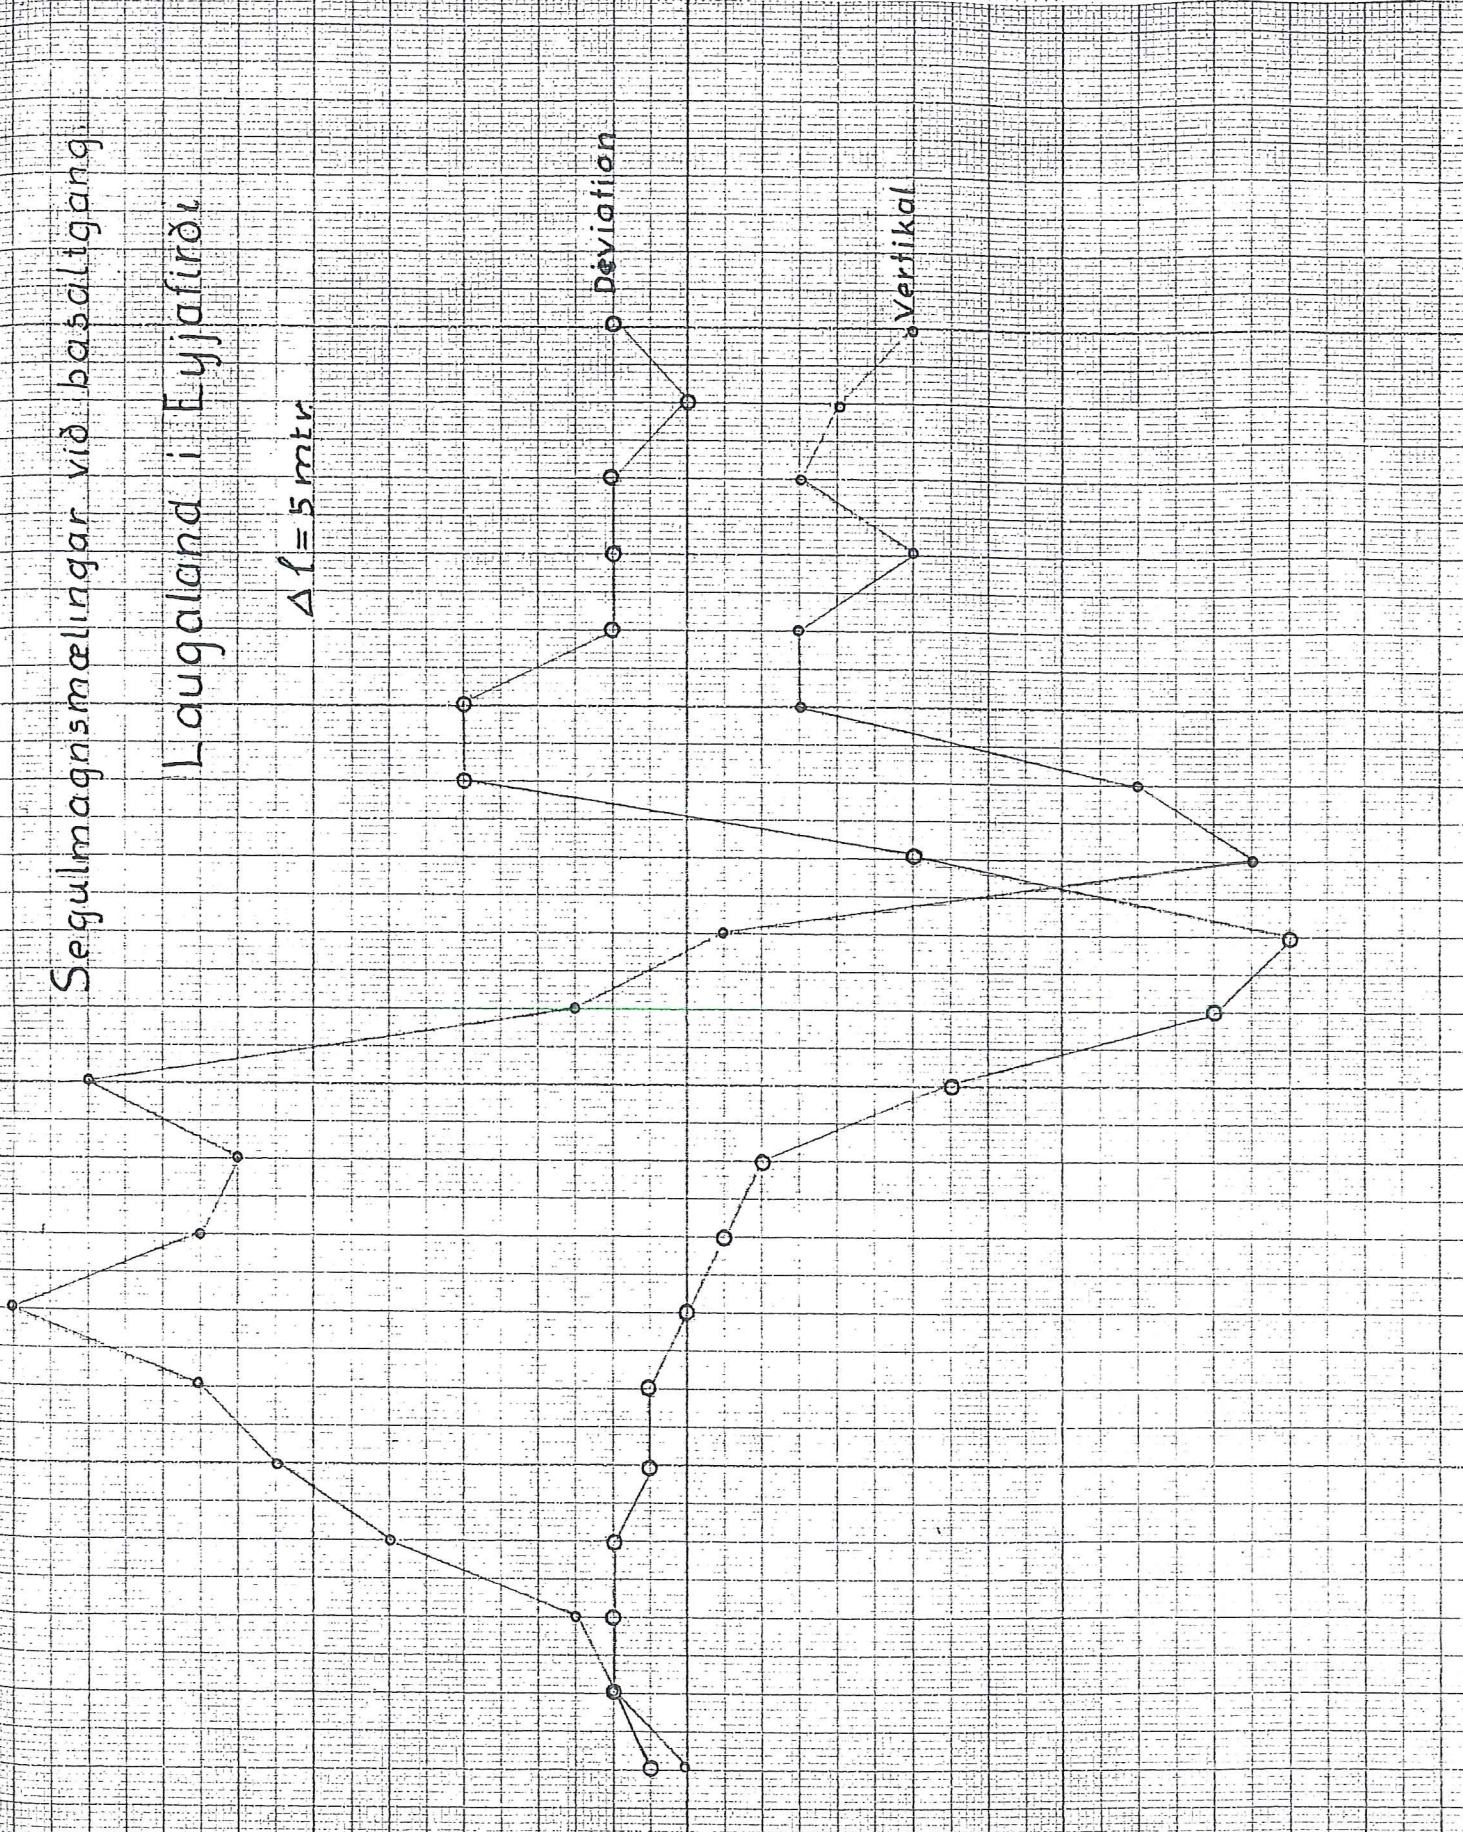 Segulmagnsmælingar við basaltgang
Laugaland i Eyjafirði
Δl = 5 mtr.
Deviation
Vertikal